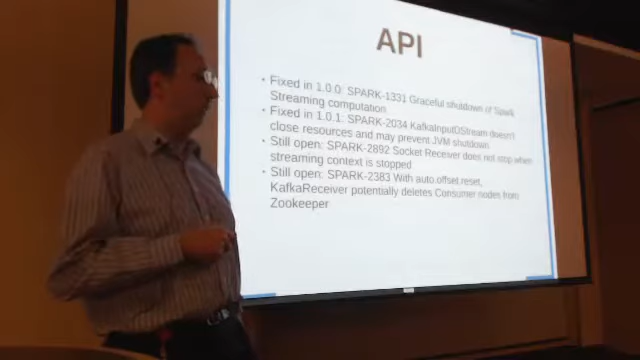 API
• Fixed in 1.0.0: SPARK-1331 Graceful shutdown of Spark
Streaming computation
• Fixed in 1.0.1: SPARK-2034 KafkaInputDStream doesn't
close resources and may prevent JVM shutdown
• Still open: SPARK-2892 Socket Receiver does not stop when
streaming context is stopped
• Still open: SPARK-2383 With auto offset reset,
KafkaReceiver potentially deletes Consumer nodes from
Zookeeper